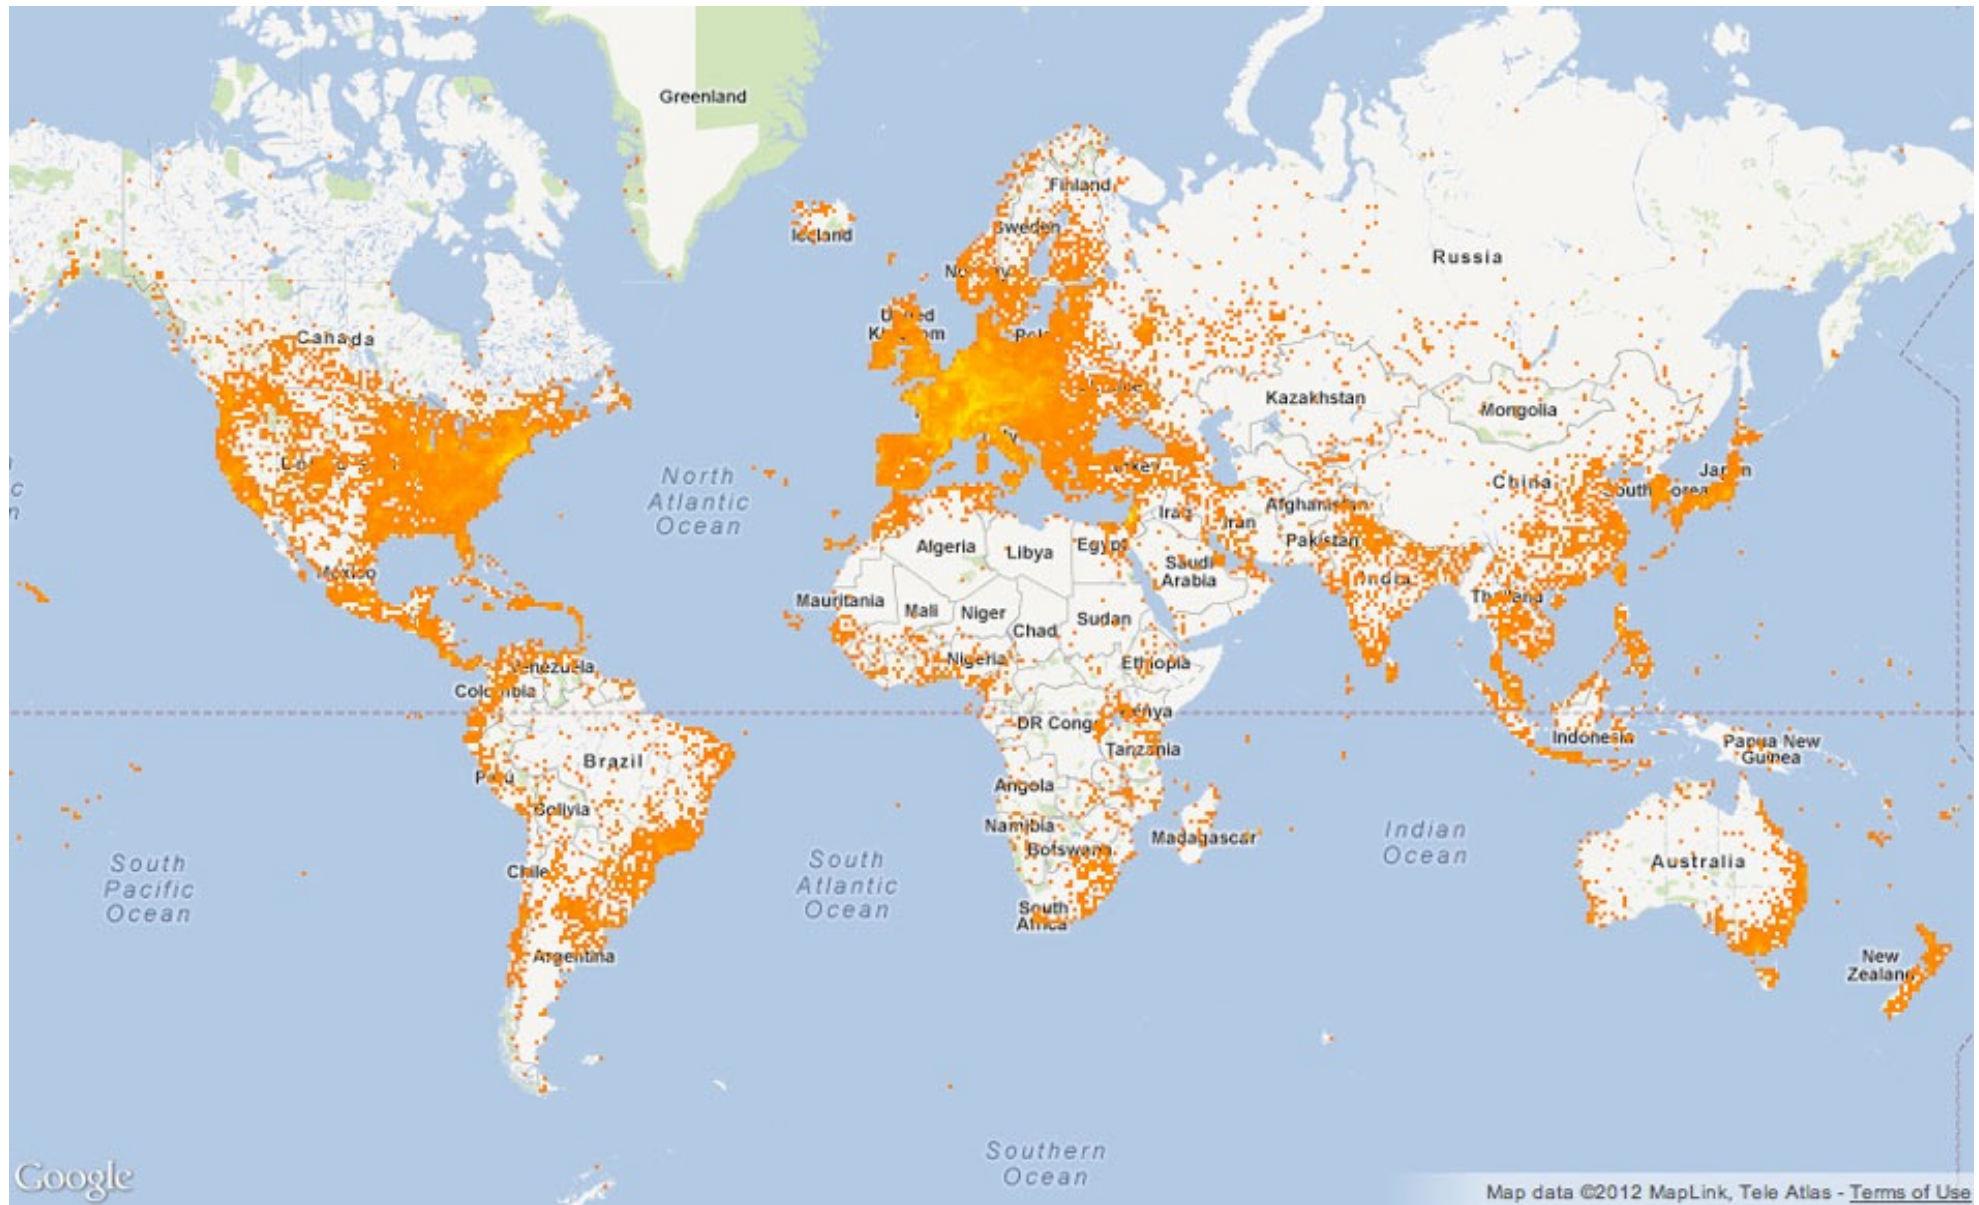 Greenland
Finland
Iceland
Sweden
Russia
Canada
Kazakhstan
Mongolia
North
Atlantic
Ocean
China
Afghanistan
Iraq
Iran
Pakistan
Algeria
Libya
Egypt
Saudi
Arabia
India
Mexico
Mauritania
Mali
Niger
Chad
Sudan
Thailand
Nigeria
Ethiopia
Venezuela
Colombia
DR Congo
Kenya
Tanzania
Indonesia
Papua New
Guinea
Brazil
Angola
Bolivia
Namibia
Botswana
Madagascar
Indian
Ocean
Australia
South
Pacific
Ocean
Chile
South
Atlantic
Ocean
South
Africa
Argentina
New
Zealand
Southern
Ocean
Google
Map data ©2012 MapLink, Tele Atlas - Terms of Use